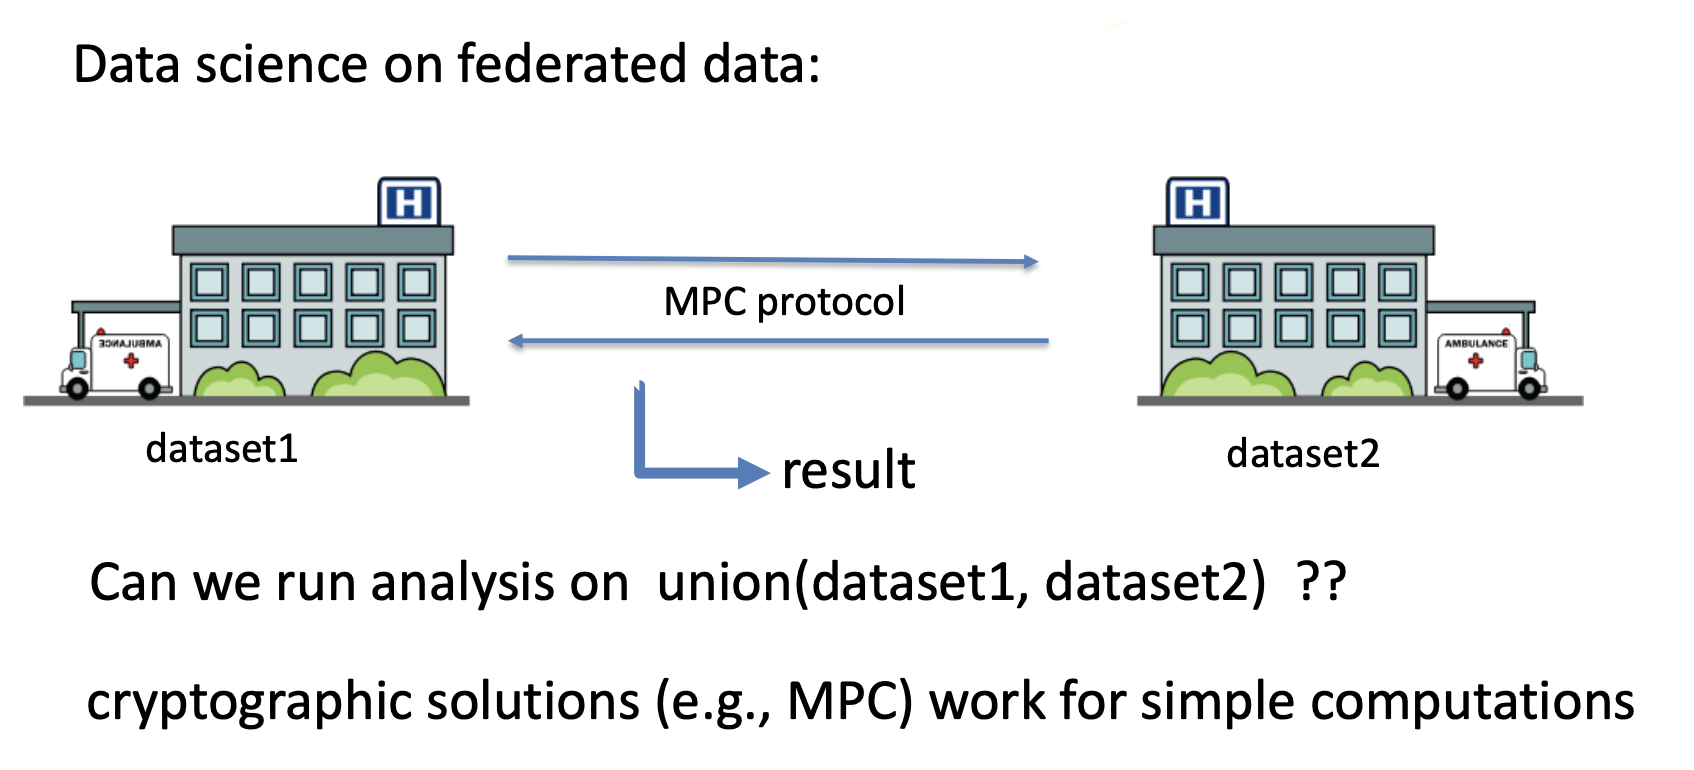 Data science on federated data:
H
H
MPC protocol
AMBULANCE
AMBULANCE
dataset1
dataset2
result
Can we run analysis on union(dataset1, dataset2) ??
cryptographic solutions (e.g., MPC) work for simple computations